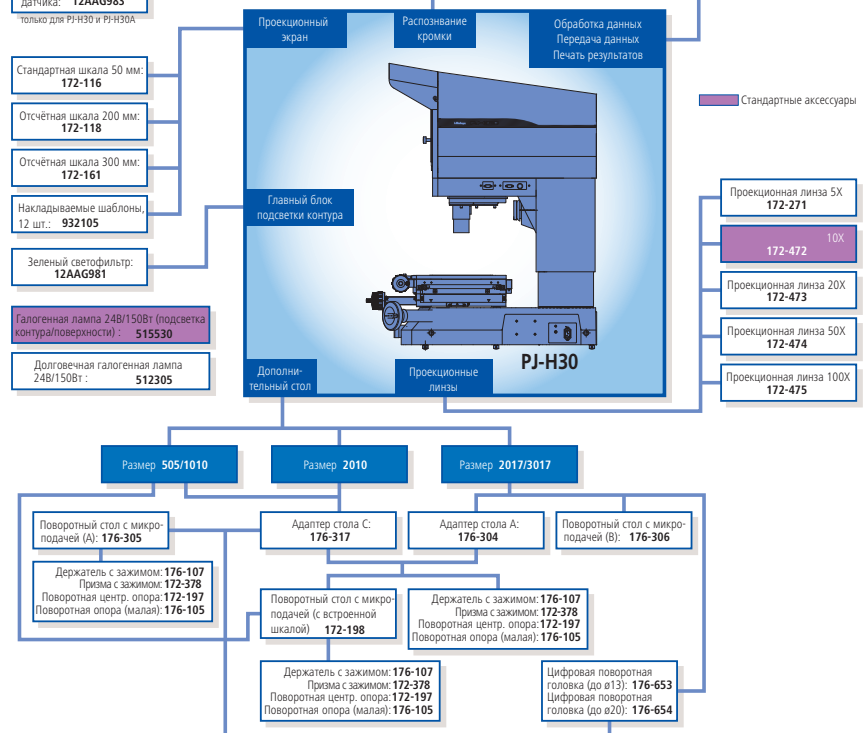 датчика: 12AAG983
только для PJ-H30 и PJ-H30A
Проекционный
экран
Распознвание
кромки
Обработка данных
Передача данных
Печать результатов
Стандартная шкала 50 мм:
172-116
Отсчётная шкала 200 мм:
172-118
Отсчётная шкала 300 мм:
172-161
Накладываемые шаблоны,
12 шт.: 932105
Зеленый светофильтр:
12AAG981
Галогенная лампа 24В/150Вт (подсветка
контура/поверхности) : 515530
Долговечная галогенная лампа
24В/150Вт : 512305
Главный блок
подсветки контура
Дополни-
тельный стол
Проекционные
линзы
PJ-H30
Стандартные аксессуары
Проекционная линза 5X
172-271
10X
172-472
Проекционная линза 20X
172-473
Проекционная линза 50X
172-474
Проекционная линза 100X
172-475
Размер 505/1010
Размер 2010
Размер 2017/3017
Поворотный стол с микро-
подачей (A): 176-305
Адаптер стола C:
176-317
Адаптер стола A:
176-304
Поворотный стол с микро-
подачей (B): 176-306
Держатель с зажимом: 176-107
Призма с зажимом: 172-378
Поворотная центр. опора: 172-197
Поворотная опора (малая): 176-105
Поворотный стол с микро-
подачей (с встроенной
шкалой) 172-198
Держатель с зажимом: 176-107
Призма с зажимом: 172-378
Поворотная центр. опора: 172-197
Поворотная опора (малая): 176-105
Держатель с зажимом: 176-107
Призма с зажимом: 172-378
Поворотная центр. опора: 172-197
Поворотная опора (малая): 176-105
Цифровая поворотная
головка (до ø13): 176-653
Цифровая поворотная
головка (до ø20): 176-654